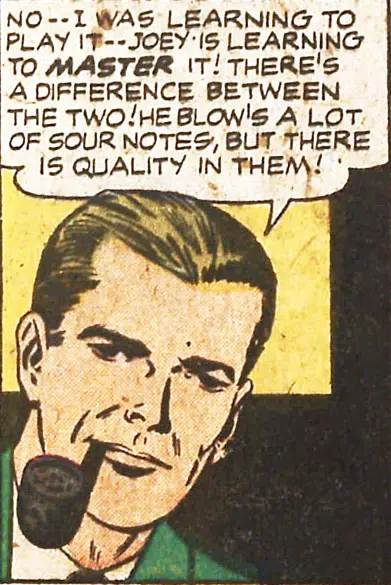 NO--I WAS LEARNING TO
PLAY IT--JOEY IS LEARNING
TO MASTER IT! THERE'S
A DIFFERENCE BETWEEN
THE TWO! HE BLOW'S A LOT
OF SOUR NOTES, BUT THERE
IS QUALITY IN THEM!